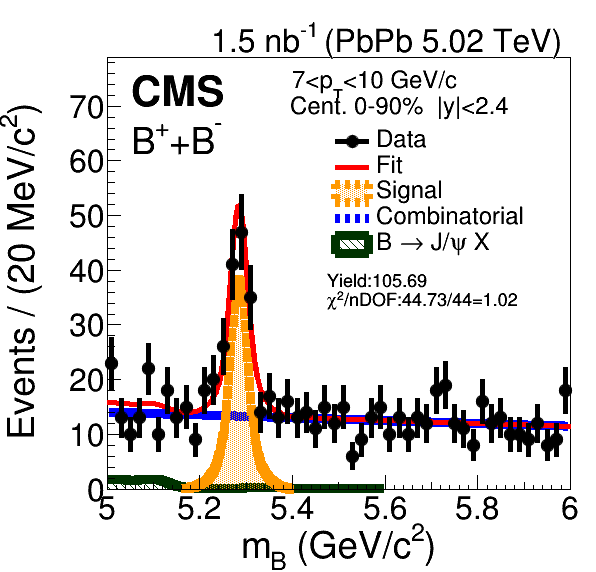 1.5 nb⁻¹ (PbPb 5.02 TeV)
CMS
7<p_T<10 GeV/c
Cent. 0-90% |y|<2.4
B⁺+B⁻
Data
Fit
Signal
Combinatorial
B → J/ψ X
Yield:105.69
χ²/nDOF:44.73/44=1.02
Events / (20 MeV/c²)
70
60
50
40
30
20
10
0
5
5.2
5.4
5.6
5.8
6
m_B (GeV/c²)